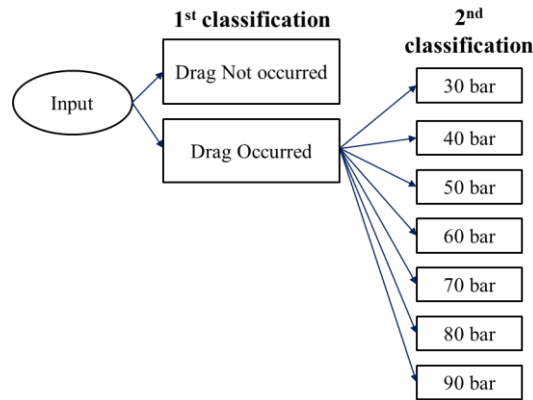 1st classification
2nd
classification
Input
Drag Not occurred
Drag Occurred
30 bar
40 bar
50 bar
60 bar
70 bar
80 bar
90 bar